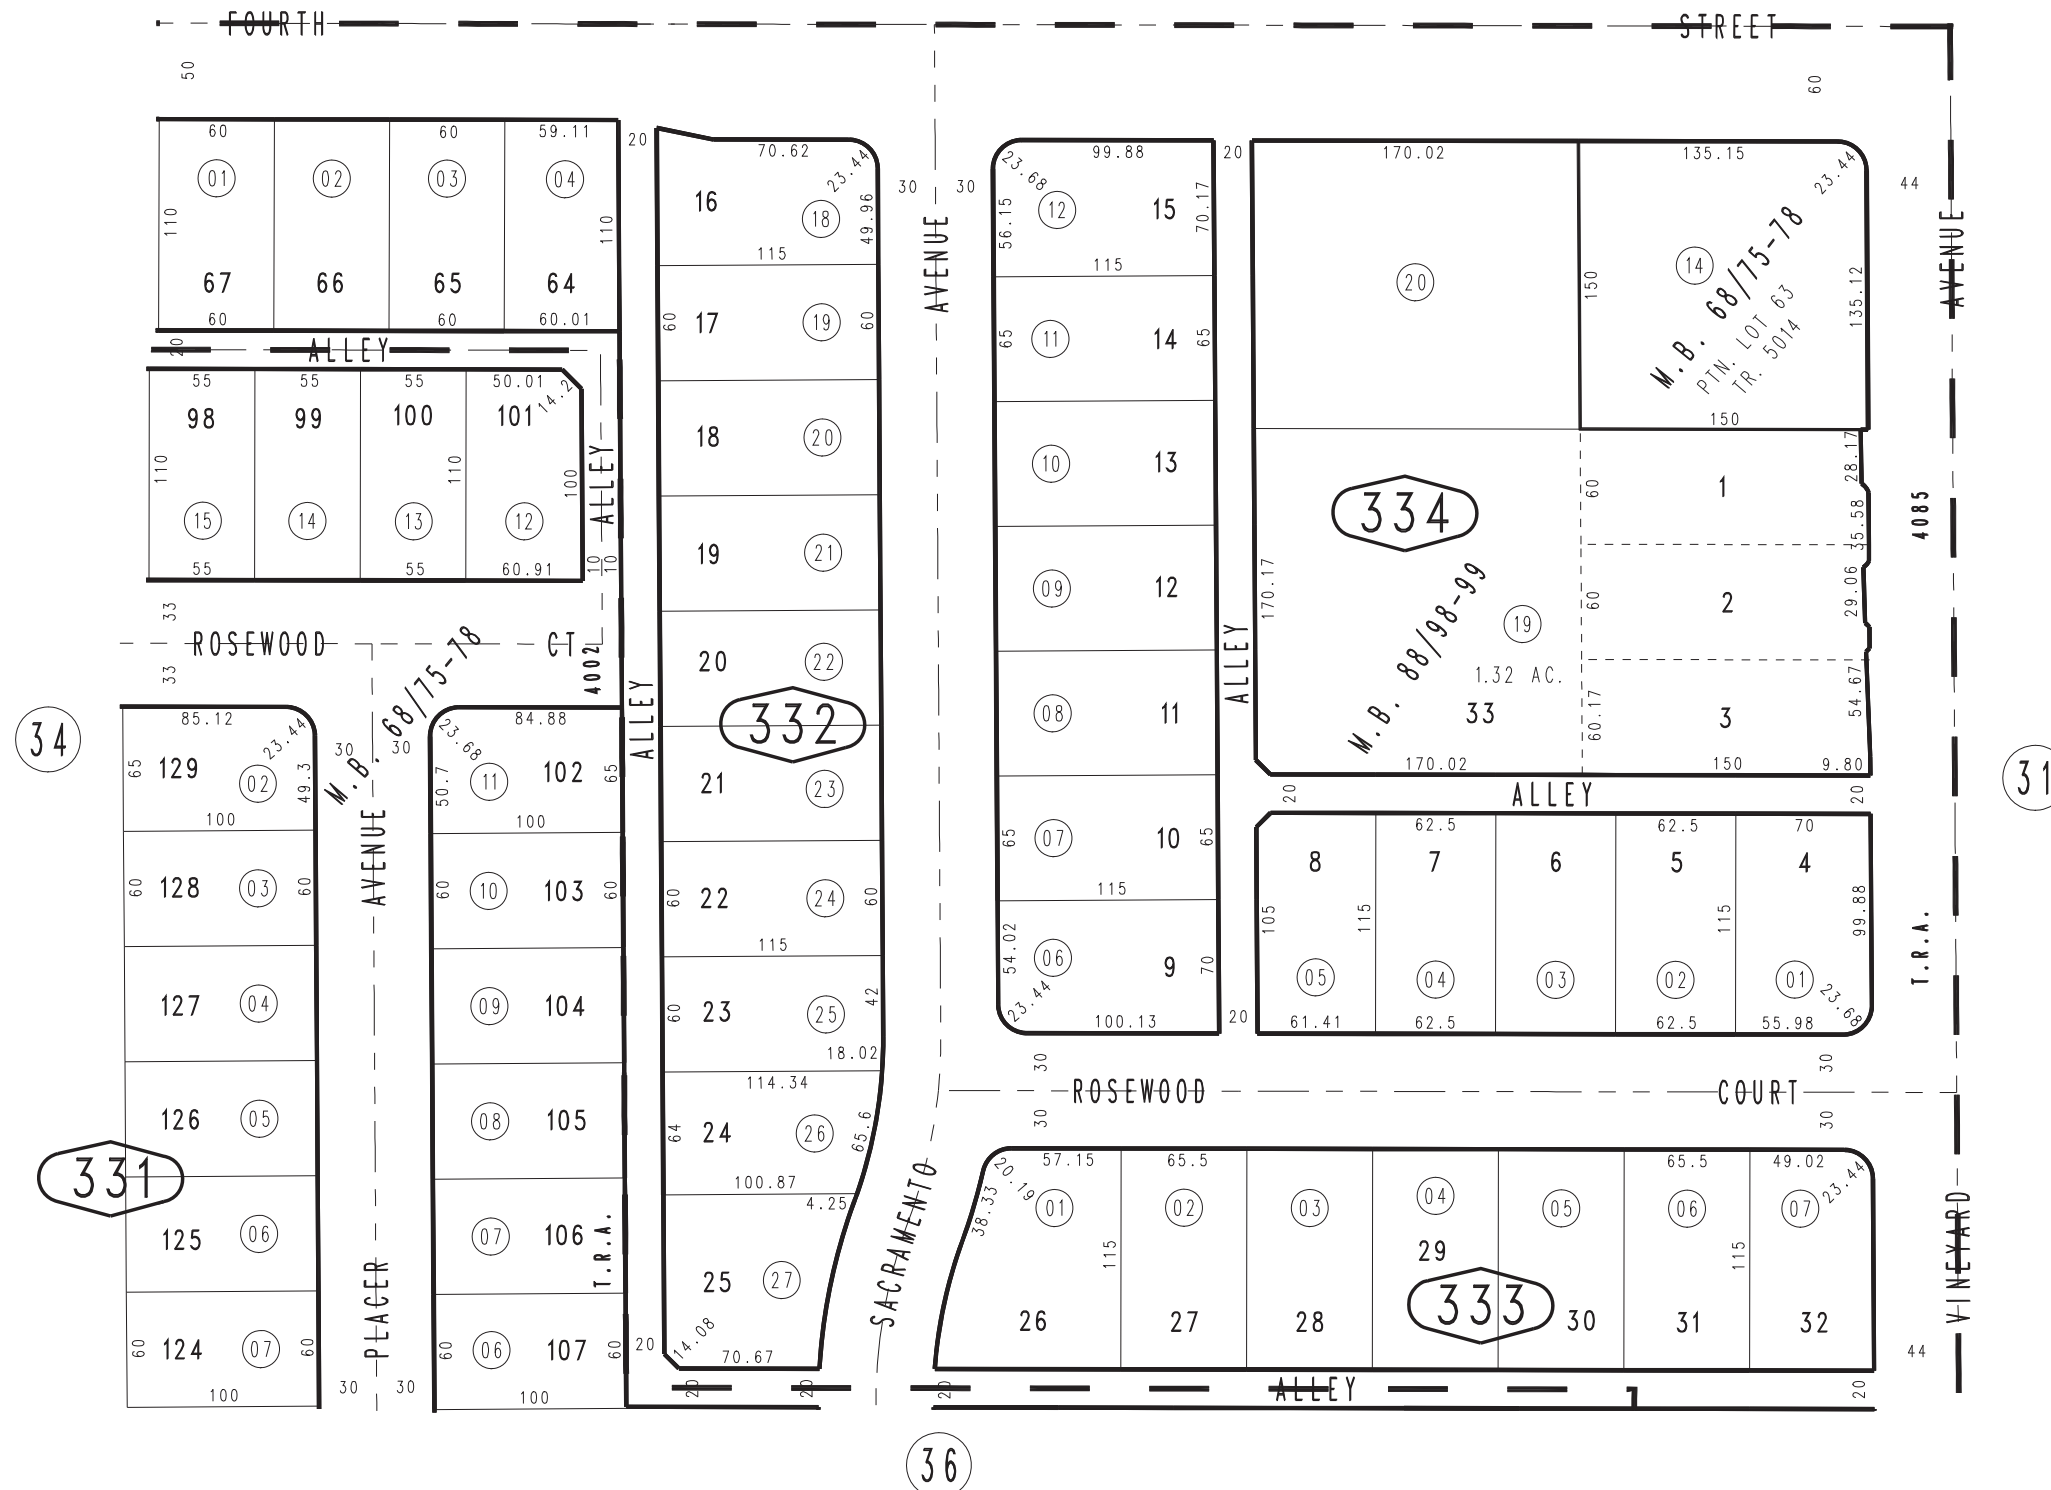 FOURTH STREET
50
60
60 60 59.11
01 02 03 04
110 110
67 66 65 64
60 60 60.01
20
ALLEY
55 55 55 50.01
14.2
98 99 100 101
110 110 100
15 14 13 12
55 55 60.91
10 10
ALLEY
33
ROSEWOOD CT
33
4002
M.B. 68/75-78
34
85.12
23.44
129 02
65 49.3
100
128 03
60 60
127 04
126 05
331
125 06
124 07
60 60
100
30 30
PLACER AVENUE
30 30
84.88
23.68
11 102
50.7 65
100
10 103
60 60
09 104
08 105
07 106
T.R.A.
06 107
60 60
100
20
ALLEY
20
70.62
23.44
16 18
49.96
115
17 19
60 60
18 20
19 21
20 22
332
21 23
22 24
60 60
115
23 25
60 42
18.02
114.34
24 26
64 65.6
100.87
4.25
25 27
14.08
70.67
20 20 20
30 30
SACRAMENTO AVENUE
99.88
23.68
12 15
56.15 70.17
115
11 14
65 65
10 13
09 12
08 11
07 10
65 65
115
06 9
54.02 70
23.44
100.13
20
ALLEY
20
170.02 135.15
23.44
20 14
150 135.12
M.B. 68/75-78
PTN. LOT 63
TR. 5014
150
334
170.17
M.B. 88/98-99
19
1.32 AC.
33
170.02
60 1 28.17
35.58
60 2 29.06
60.17 3 54.67
150 9.80
20 ALLEY 20
62.5 62.5 70
8 7 6 5 4
105 115 115 99.88
05 04 03 02 01
23.68
61.41 62.5 62.5 55.98
30 30
ROSEWOOD COURT
30 30
57.15 65.5 65.5 49.02
20.19 23.44
38.33
01 02 03 04 05 06 07
115 115
29
333
26 27 28 30 31 32
ALLEY
20
44
VINEYARD AVENUE
4085
T.R.A.
44
31
36